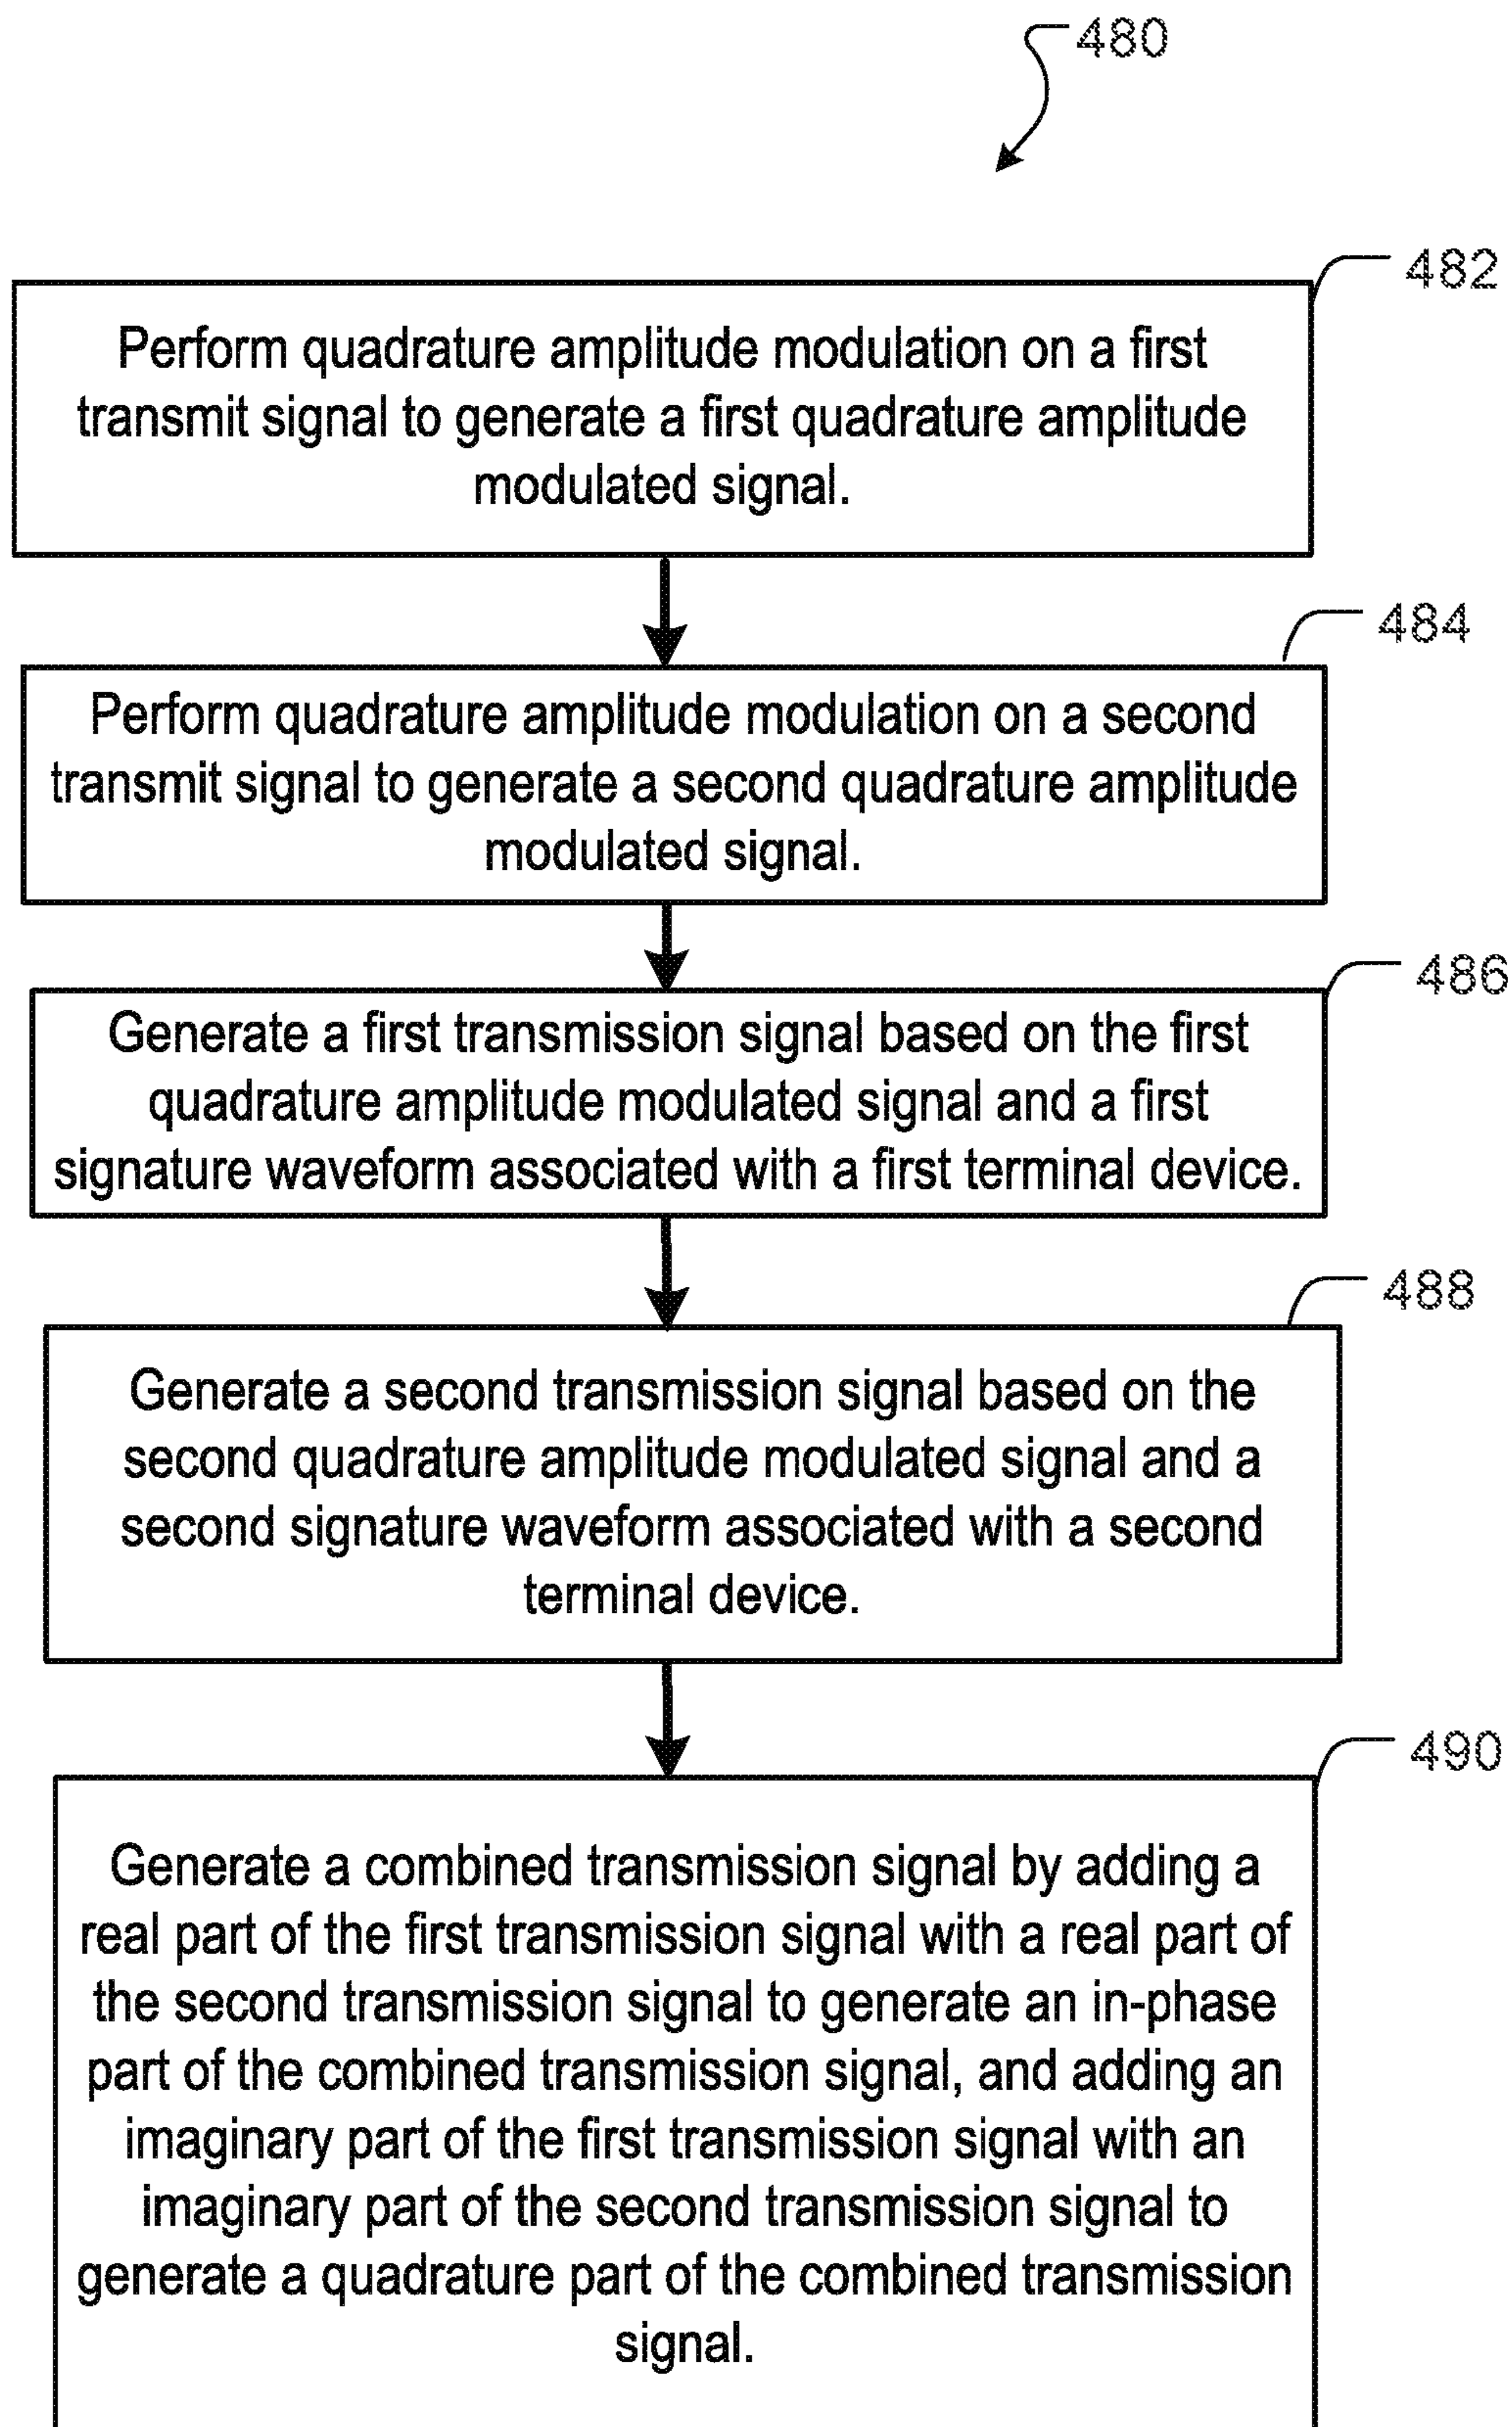 480
482
Perform quadrature amplitude modulation on a first
transmit signal to generate a first quadrature amplitude
modulated signal.
484
Perform quadrature amplitude modulation on a second
transmit signal to generate a second quadrature amplitude
modulated signal.
486
Generate a first transmission signal based on the first
quadrature amplitude modulated signal and a first
signature waveform associated with a first terminal device.
488
Generate a second transmission signal based on the
second quadrature amplitude modulated signal and a
second signature waveform associated with a second
terminal device.
490
Generate a combined transmission signal by adding a
real part of the first transmission signal with a real part of
the second transmission signal to generate an in-phase
part of the combined transmission signal, and adding an
imaginary part of the first transmission signal with an
imaginary part of the second transmission signal to
generate a quadrature part of the combined transmission
signal.